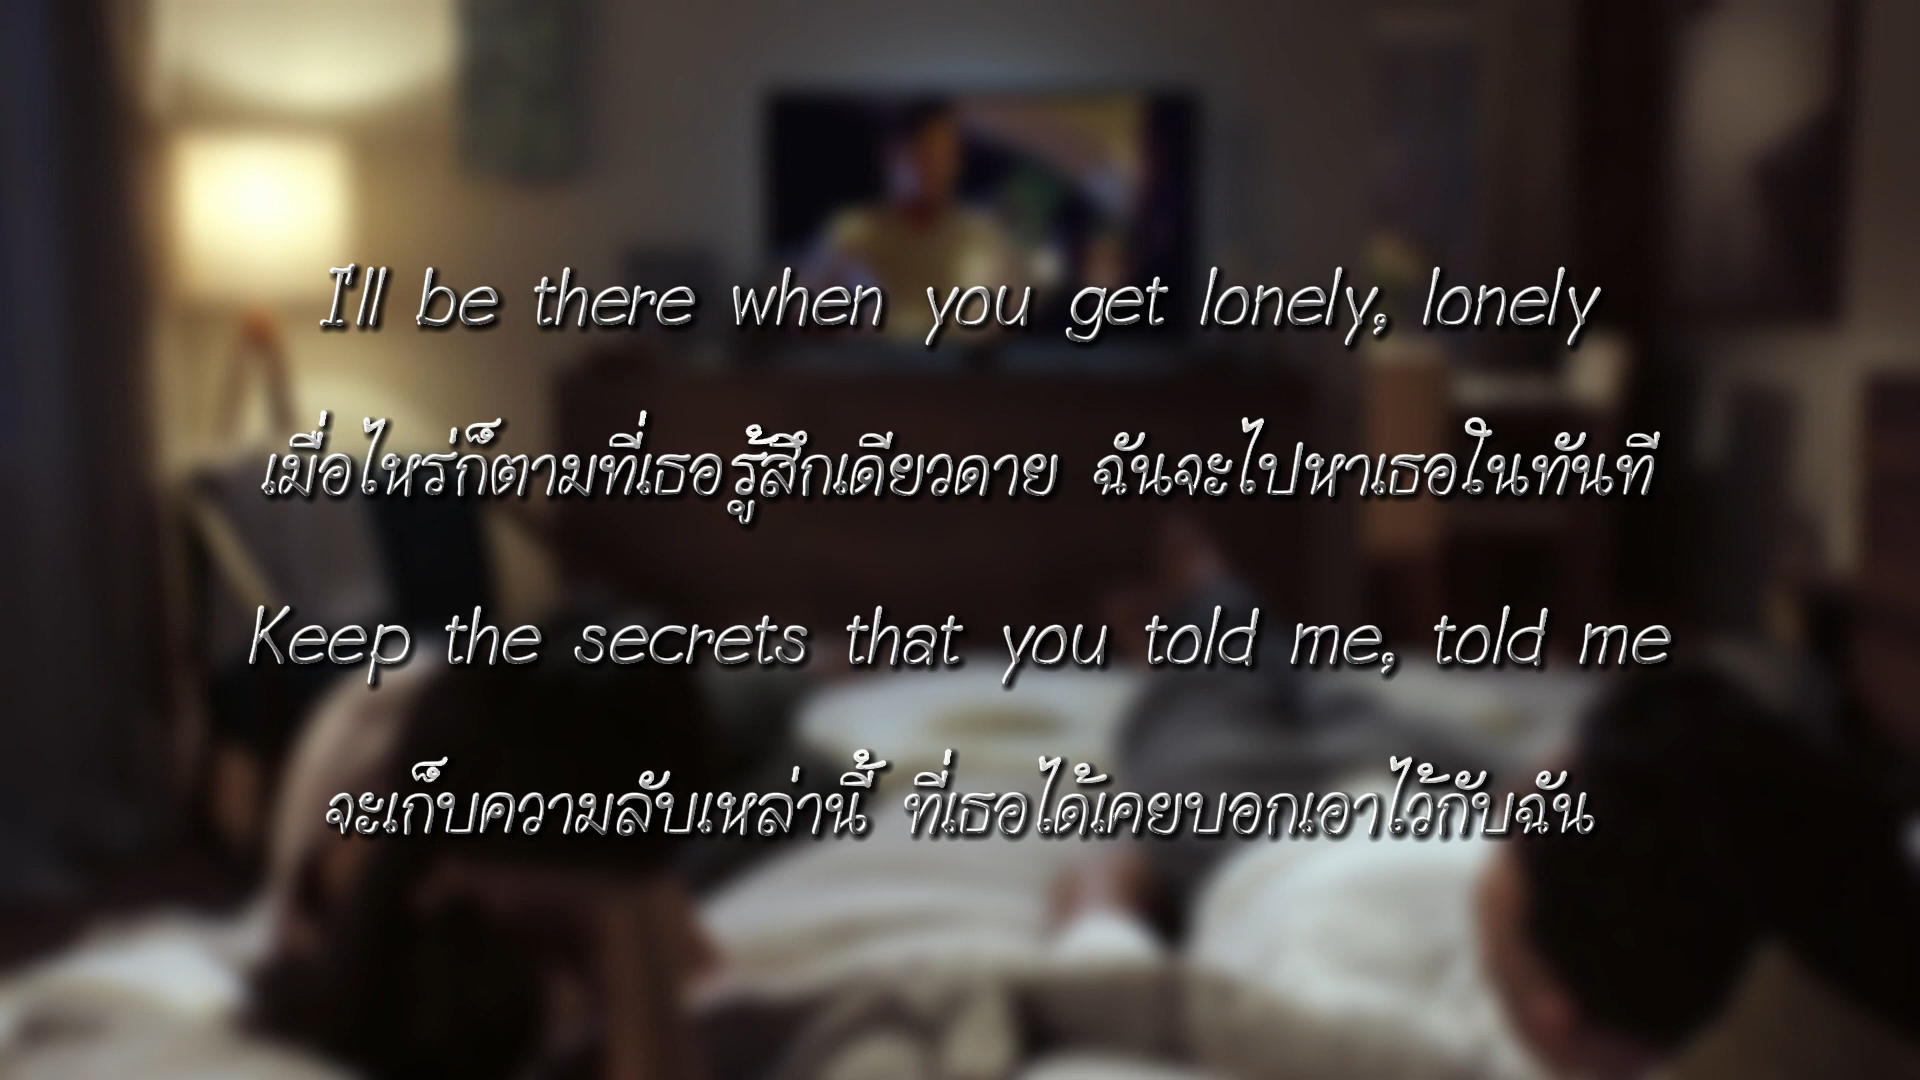 I'll be there when you get lonely, lonely
เมื่อไหร่ก็ตามที่เธอรู้สึกเดียวดาย ฉันจะไปหาเธอในทันที
Keep the secrets that you told me, told me
จะเก็บความลับเหล่านี้ ที่เธอได้เคยบอกเอาไว้กับฉัน